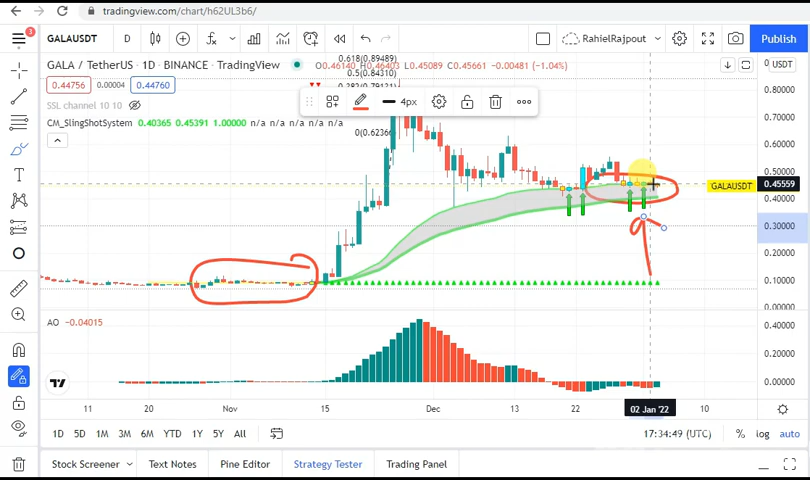 tradingview.com/chart/h62UL3b6/
GALAUSDT D RahielRajpout Publish
GALA / TetherUS · 1D · BINANCE · TradingView O0.46140 H0.46403 L0.45089 C0.45661 −0.00481 (−1.04%) USDT
0.618(0.89489)
0.5(0.84310)
44756 0.00004 0.44760
SSL channel 10 10
4px
CM_SlingShotSystem 0.40365 0.45391 1.00000 n/a n/a n/a n/a n/a
0.80000
0.70000
0.60000
0.50000
GALAUSDT 0.45559
0.40000
0.30000
0.20000
0.10000
0.00000
AO −0.04015
0.40000
0.20000
0.00000
11 20 Nov 15 Dec 13 22 02 Jan '22 10
1D 5D 1M 3M 6M YTD 1Y 5Y All 17:34:49 (UTC) % log auto
Stock Screener Text Notes Pine Editor Strategy Tester Trading Panel